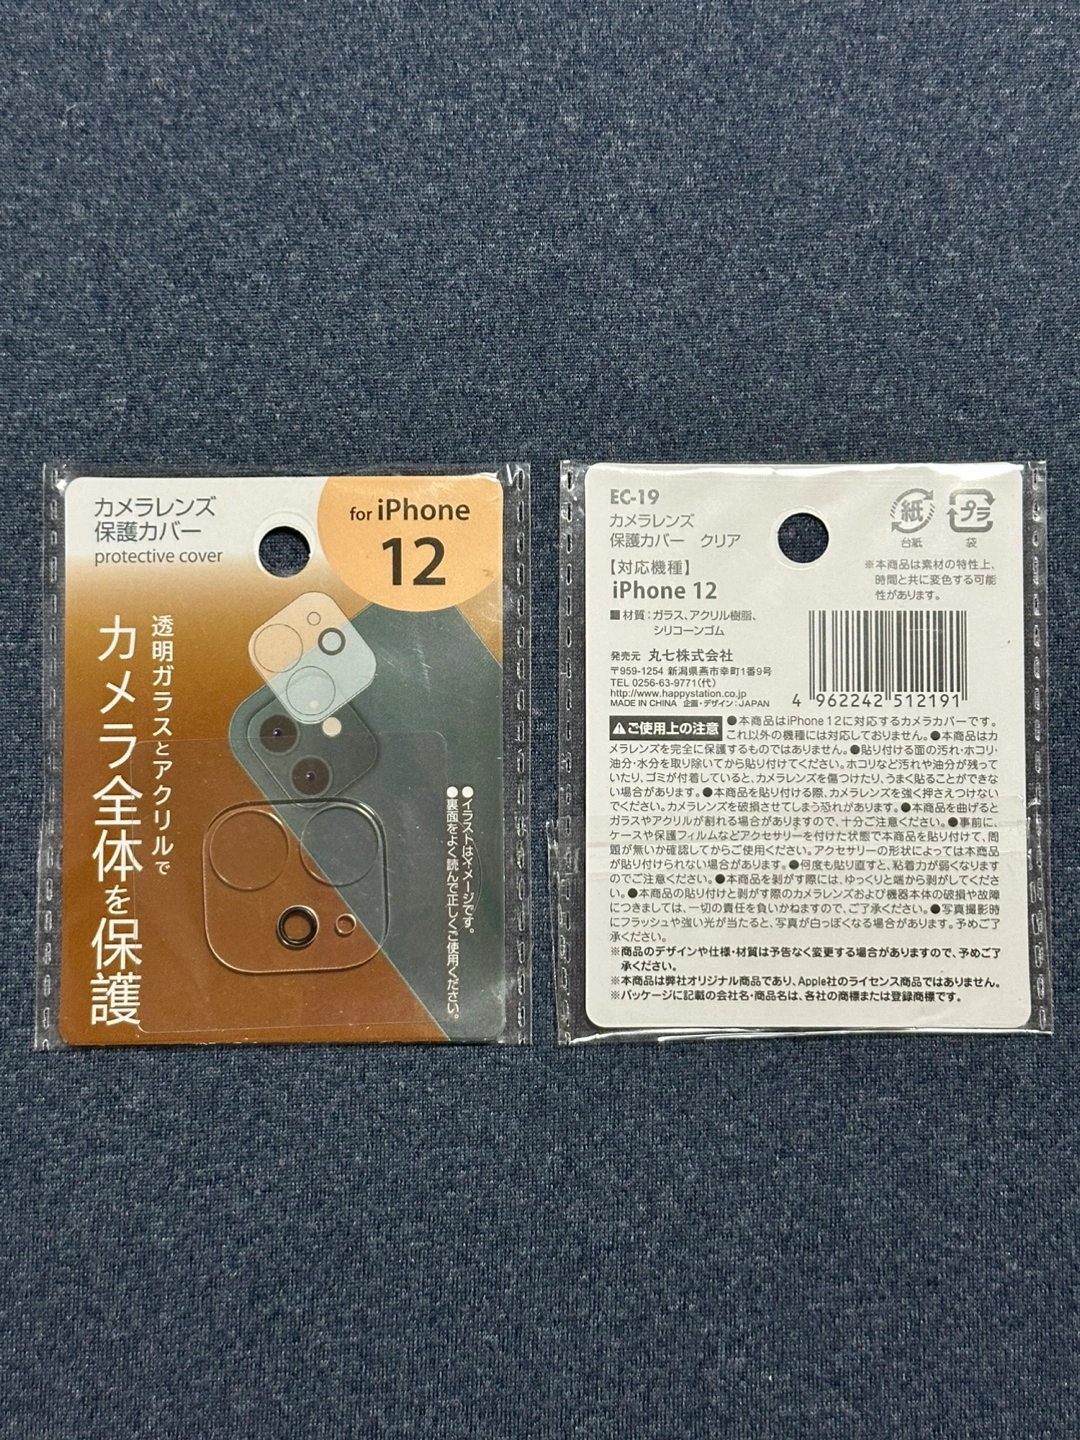 カメラレンズ
保護カバー
protective cover
for iPhone
12
透明ガラスとアクリルで
カメラ全体を保護
●イラストはイメージです。
●裏面をよく読んで正しくご使用ください。
EC-19
カメラレンズ
保護カバー クリア
【対応機種】
iPhone 12
■材質:ガラス、アクリル樹脂、
シリコーンゴム
発売元 丸七株式会社
〒959-1254 新潟県燕市幸町1番9号
TEL 0256-63-9771(代)
http://www.happystation.co.jp
MADE IN CHINA 企画・デザイン:JAPAN
紙
台紙
プラ
袋
※本商品は素材の特性上、
時間と共に変色する可能
性があります。
4 962242 512191
ご使用上の注意 ●本商品はiPhone 12に対応するカメラカバーです。
これ以外の機種には対応しておりません。●本商品はカ
メラレンズを完全に保護するものではありません。●貼り付ける面の汚れ・ホコリ・
油分・水分を取り除いてから貼り付けてください。ホコリなど汚れや油分が残って
いたり、ゴミが付着していると、カメラレンズを傷つけたり、うまく貼ることができな
い場合があります。●本商品を貼り付ける際、カメラレンズを強く押さえつけない
でください。カメラレンズを破損させてしまう恐れがあります。●本商品を曲げると
ガラスやアクリルが割れる場合がありますので、十分ご注意ください。●事前に、
ケースや保護フィルムなどアクセサリーを付けた状態で本商品を貼り付けて、問
題が無いか確認してからご使用ください。アクセサリーの形状によっては本商品
が貼り付けられない場合があります。●何度も貼り直すと、粘着力が弱くなります
のでご注意ください。●本商品を剥がす際には、ゆっくりと端から剥がしてくださ
い。●本商品の貼り付けと剥がす際のカメラレンズおよび機器本体の破損や故障
につきましては、一切の責任を負いかねますので、ご了承ください。●写真撮影時
にフラッシュや強い光が当たると、写真が白っぽくなる場合があります。予めご了
承ください。
※本商品のデザインや仕様・材質は予告なく変更する場合がありますので、予めご了
承ください。
※本商品は弊社オリジナル商品であり、Apple社のライセンス商品ではありません。
※パッケージに記載の会社名・商品名は、各社の商標または登録商標です。